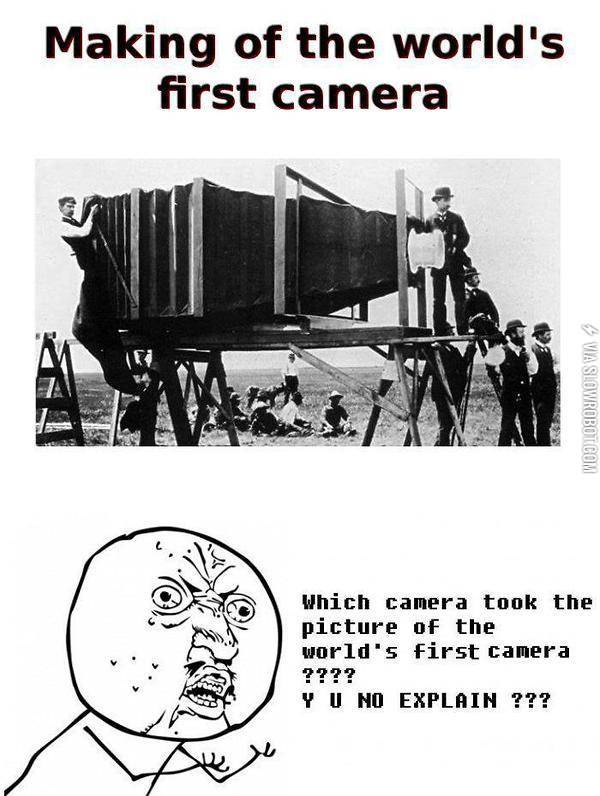 Making of the world's
first camera
⚡ VIA SLOWROBOT.COM
Which camera took the
picture of the
world's first camera
????
Y U NO EXPLAIN ???